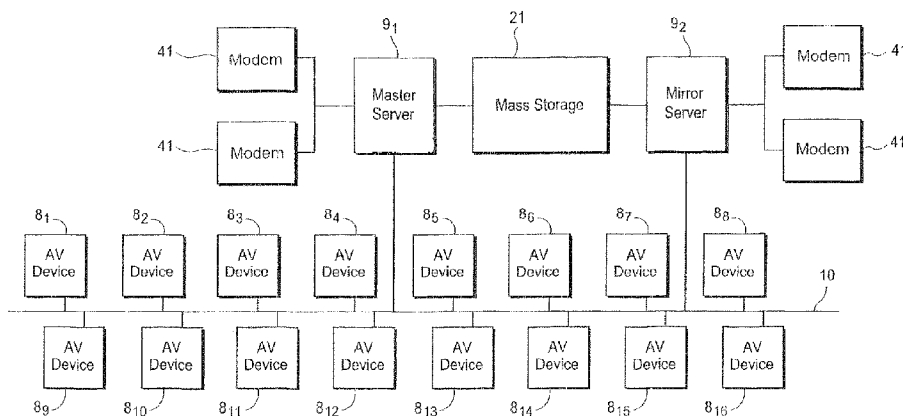 41 Modem 9₁ 21 9₂ Modem 41
Master Server Mass Storage Mirror Server
41 Modem Modem 41
8₁ 8₂ 8₃ 8₄ 8₅ 8₆ 8₇ 8₈
AV Device AV Device AV Device AV Device AV Device AV Device AV Device AV Device
10
AV Device AV Device AV Device AV Device AV Device AV Device AV Device AV Device
8₉ 8₁₀ 8₁₁ 8₁₂ 8₁₃ 8₁₄ 8₁₅ 8₁₆